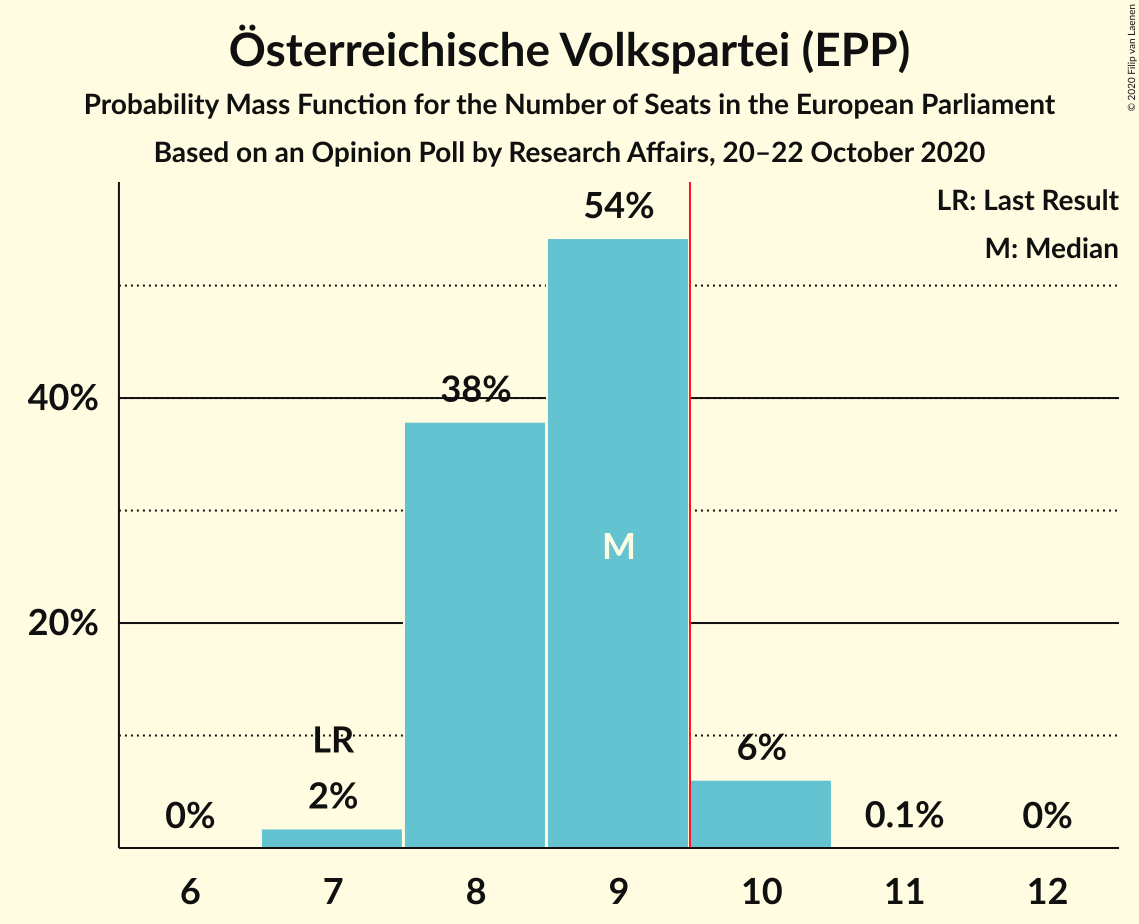 Österreichische Volkspartei (EPP)
Probability Mass Function for the Number of Seats in the European Parliament
Based on an Opinion Poll by Research Affairs, 20–22 October 2020
© 2020 Filip van Laenen
LR: Last Result
M: Median
54%
40%
38%
M
20%
LR
6%
2%
0%
0.1%
0%
6 7 8 9 10 11 12